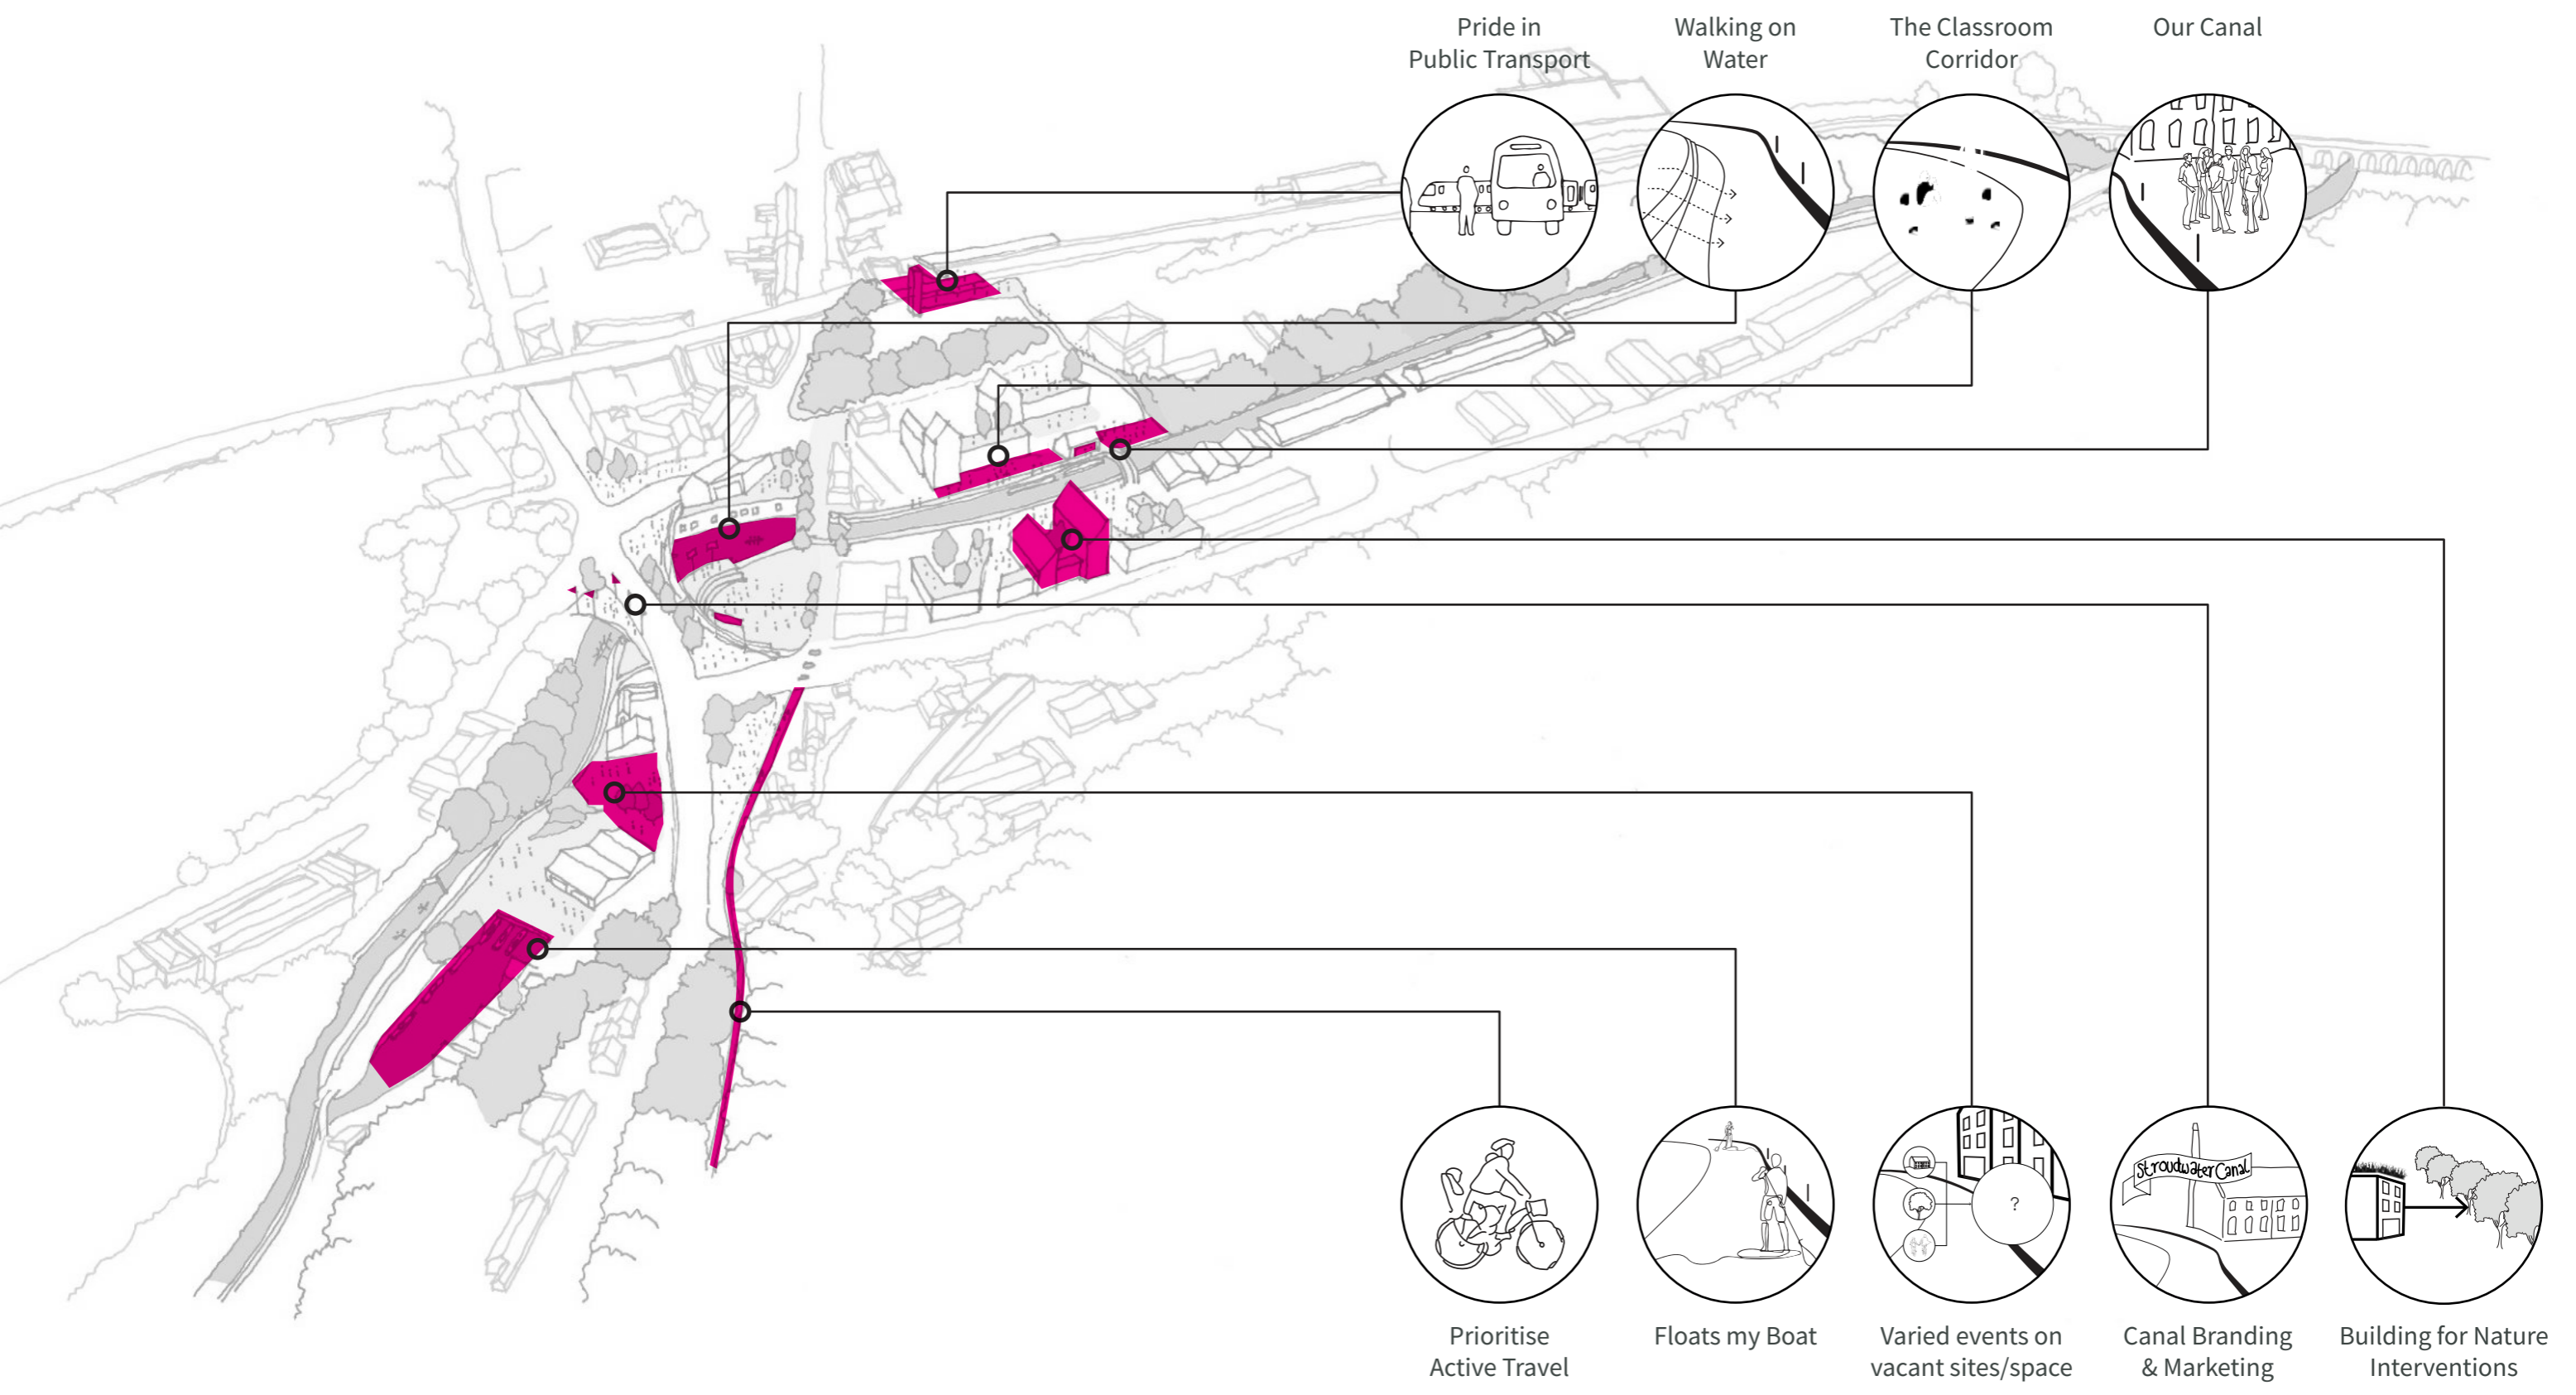 Pride in
Public Transport
Walking on
Water
The Classroom
Corridor
Our Canal
Stroudwater Canal
?
Prioritise
Active Travel
Floats my Boat
Varied events on
vacant sites/space
Canal Branding
& Marketing
Building for Nature
Interventions